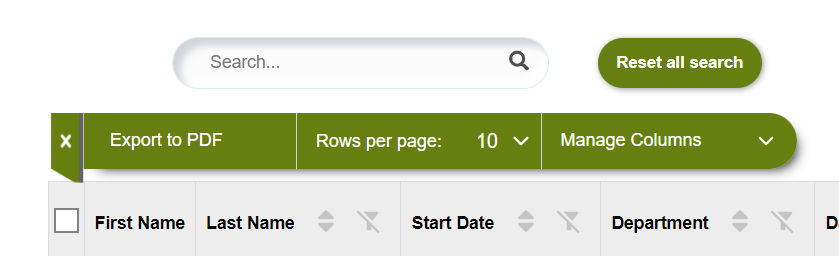 Search...
Reset all search
x Export to PDF Rows per page: 10 Manage Columns
First Name Last Name Start Date Department D